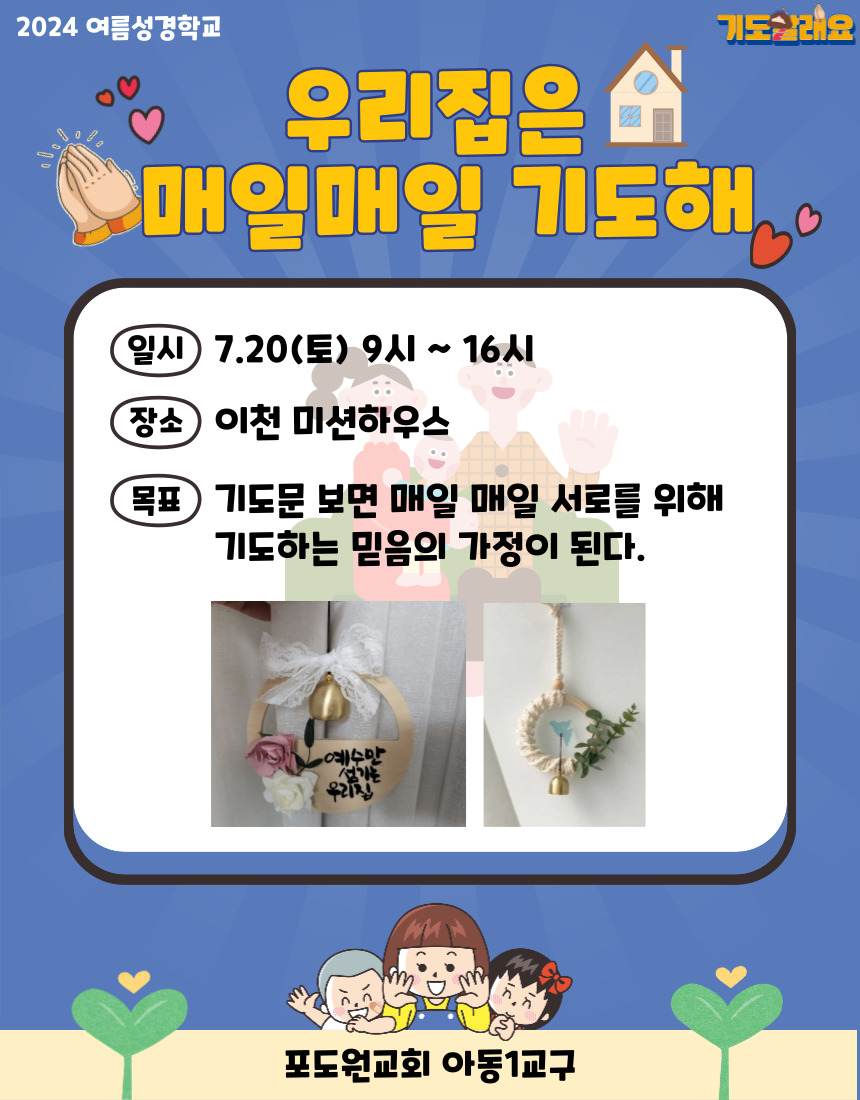 2024 여름성경학교
기도할래요
우리집은
매일매일 기도해
일시 7.20(토) 9시 ~ 16시
장소 이천 미션하우스
목표 기도문 보면 매일 매일 서로를 위해
기도하는 믿음의 가정이 된다.
예수만
섬기는
우리집
포도원교회 아동1교구